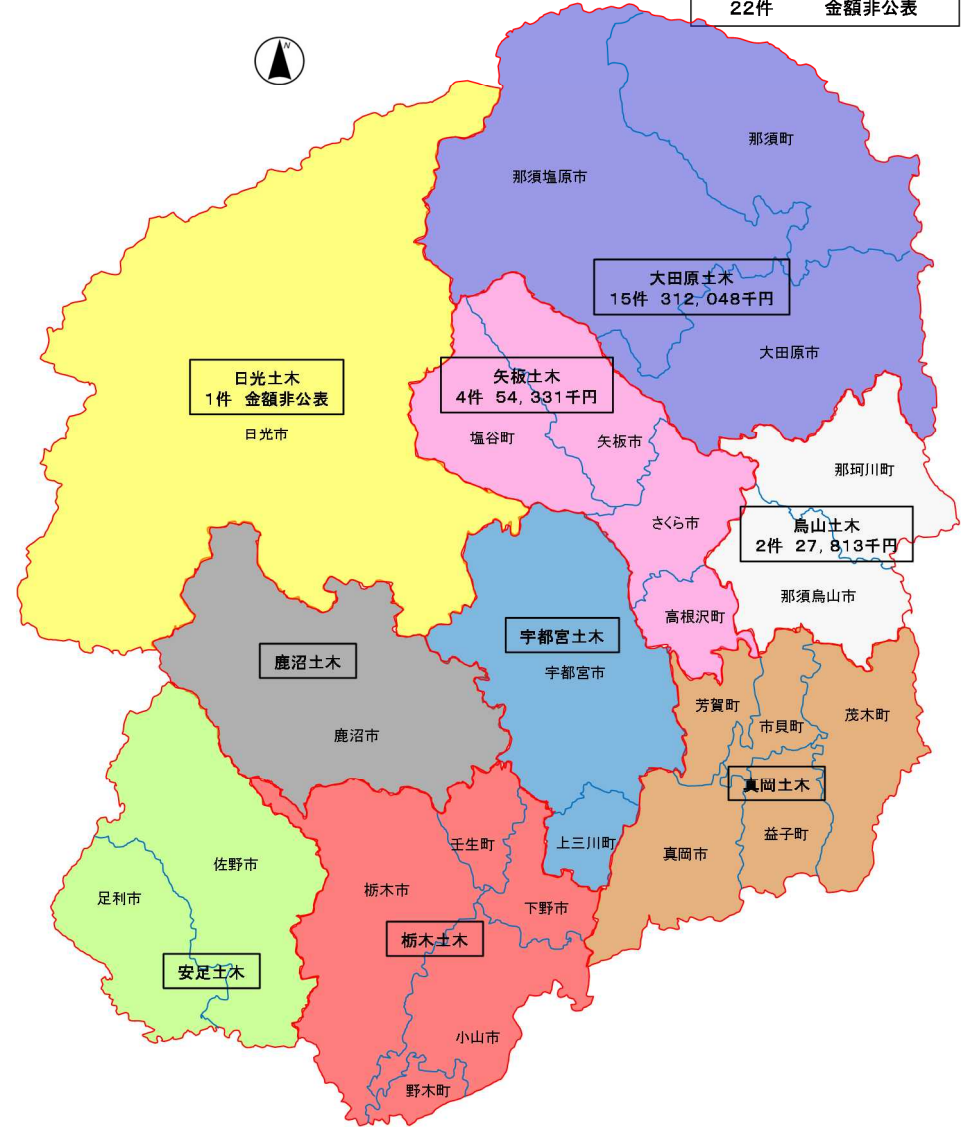 22件 金額非公表
N
那須町
那須塩原市
大田原土木
15件 312,048千円
大田原市
日光土木
1件 金額非公表
日光市
矢板土木
4件 54,331千円
塩谷町
矢板市
さくら市
高根沢町
那珂川町
烏山土木
2件 27,813千円
那須烏山市
宇都宮土木
宇都宮市
上三川町
鹿沼土木
鹿沼市
芳賀町
市貝町
茂木町
真岡土木
真岡市
益子町
佐野市
足利市
安足土木
壬生町
栃木市
下野市
栃木土木
小山市
野木町